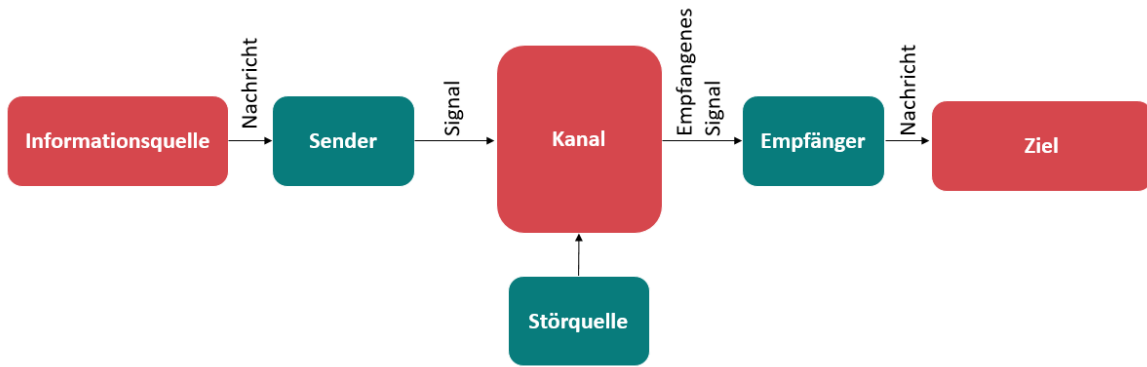 Informationsquelle
Nachricht
Sender
Signal
Kanal
Empfangenes
Signal
Empfänger
Nachricht
Ziel
Störquelle